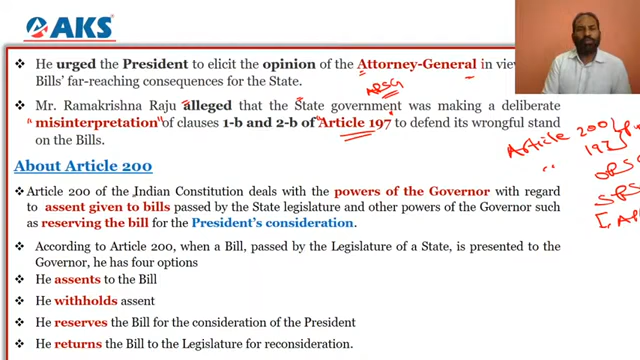 AKS
He urged the President to elicit the opinion of the Attorney-General in view
Bills' far-reaching consequences for the State.
APSG
Mr. Ramakrishna Raju alleged that the State government was making a deliberate
"misinterpretation" of clauses 1-b and 2-b of "Article 197 to defend its wrongful stand
on the Bills.
Article 200
" 197
About Article 200
Article 200 of the Indian Constitution deals with the powers of the Governor with regard
to assent given to bills passed by the State legislature and other powers of the Governor such
as reserving the bill for the President's consideration.
According to Article 200, when a Bill, passed by the Legislature of a State, is presented to the
Governor, he has four options
He assents to the Bill
He withholds assent
He reserves the Bill for the consideration of the President
He returns the Bill to the Legislature for reconsideration.